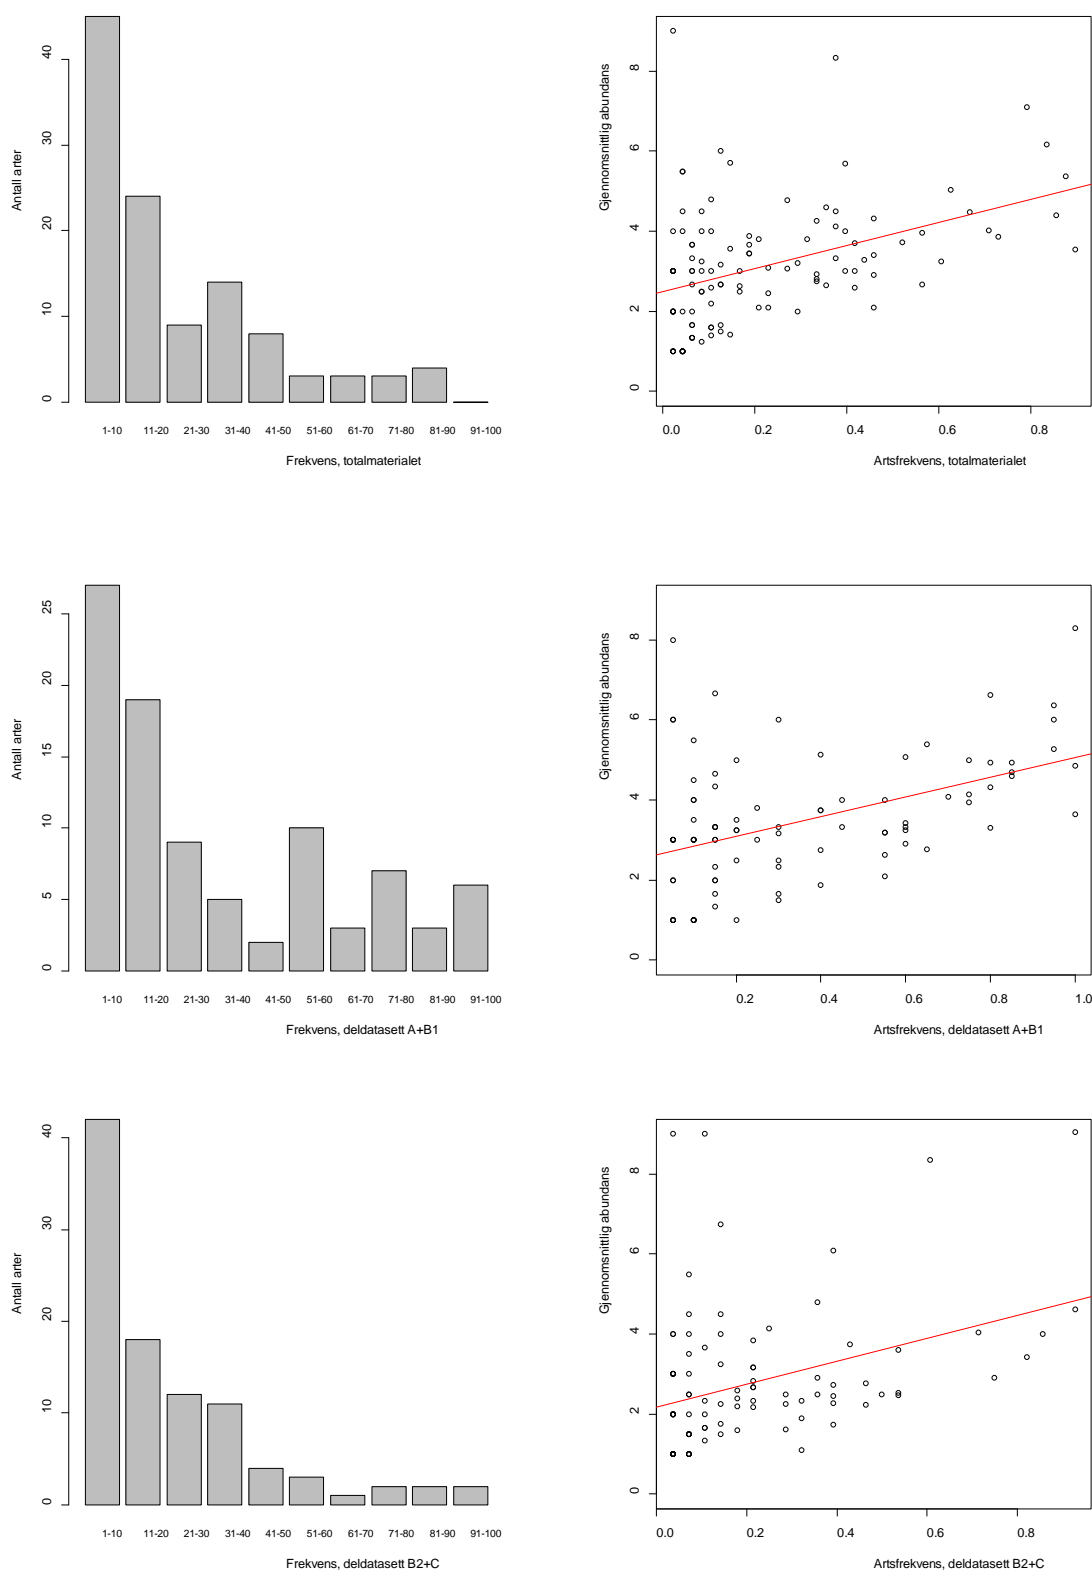 Antall arter
0 10 20 30 40
1-10 11-20 21-30 31-40 41-50 51-60 61-70 71-80 81-90 91-100
Frekvens, totalmaterialet
Gjennomsnittlig abundans
0 2 4 6 8
0.0 0.2 0.4 0.6 0.8
Artsfrekvens, totalmaterialet
Antall arter
0 5 10 15 20 25
1-10 11-20 21-30 31-40 41-50 51-60 61-70 71-80 81-90 91-100
Frekvens, deldatasett A+B1
Gjennomsnittlig abundans
0 2 4 6 8
0.2 0.4 0.6 0.8 1.0
Artsfrekvens, deldatasett A+B1
Antall arter
0 10 20 30 40
1-10 11-20 21-30 31-40 41-50 51-60 61-70 71-80 81-90 91-100
Frekvens, deldatasett B2+C
Gjennomsnittlig abundans
0 2 4 6 8
0.0 0.2 0.4 0.6 0.8
Artsfrekvens, deldatasett B2+C